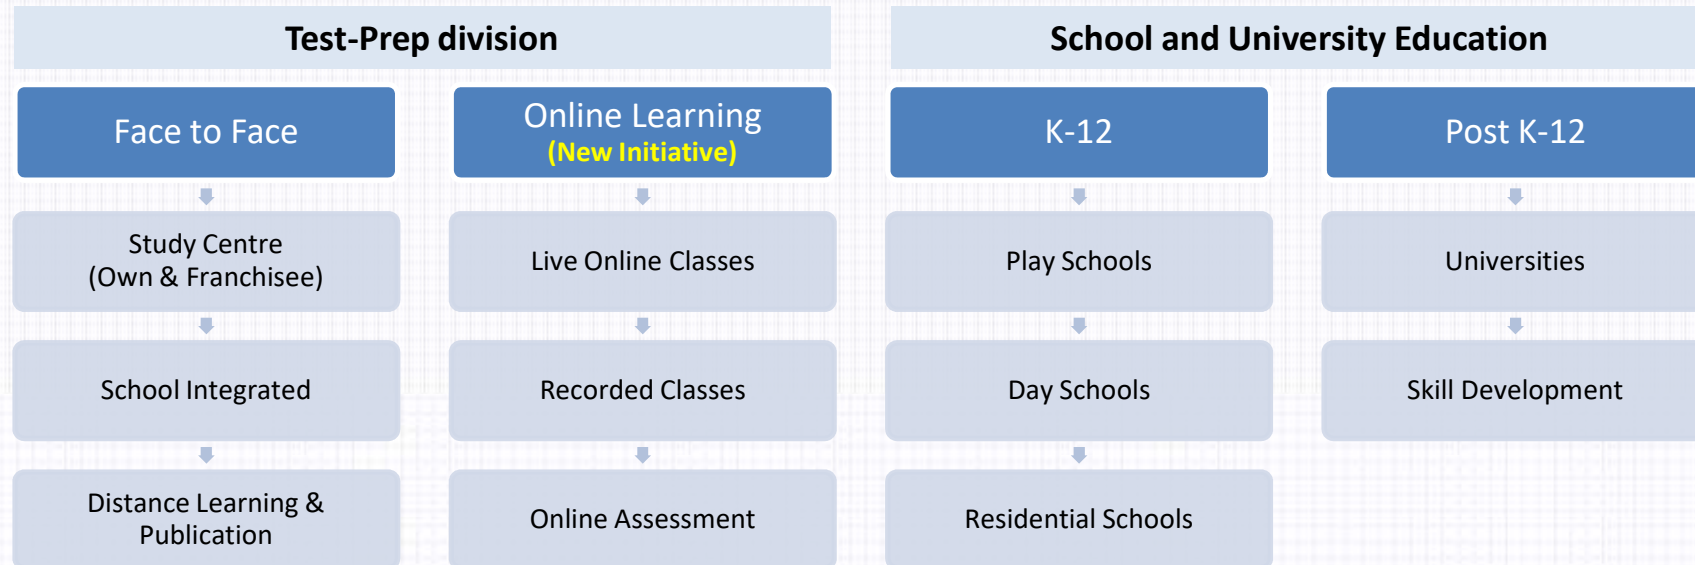 Test-Prep division
School and University Education
Face to Face
Online Learning
(New Initiative)
K-12
Post K-12
Study Centre
(Own & Franchisee)
Live Online Classes
Play Schools
Universities
School Integrated
Recorded Classes
Day Schools
Skill Development
Distance Learning &
Publication
Online Assessment
Residential Schools